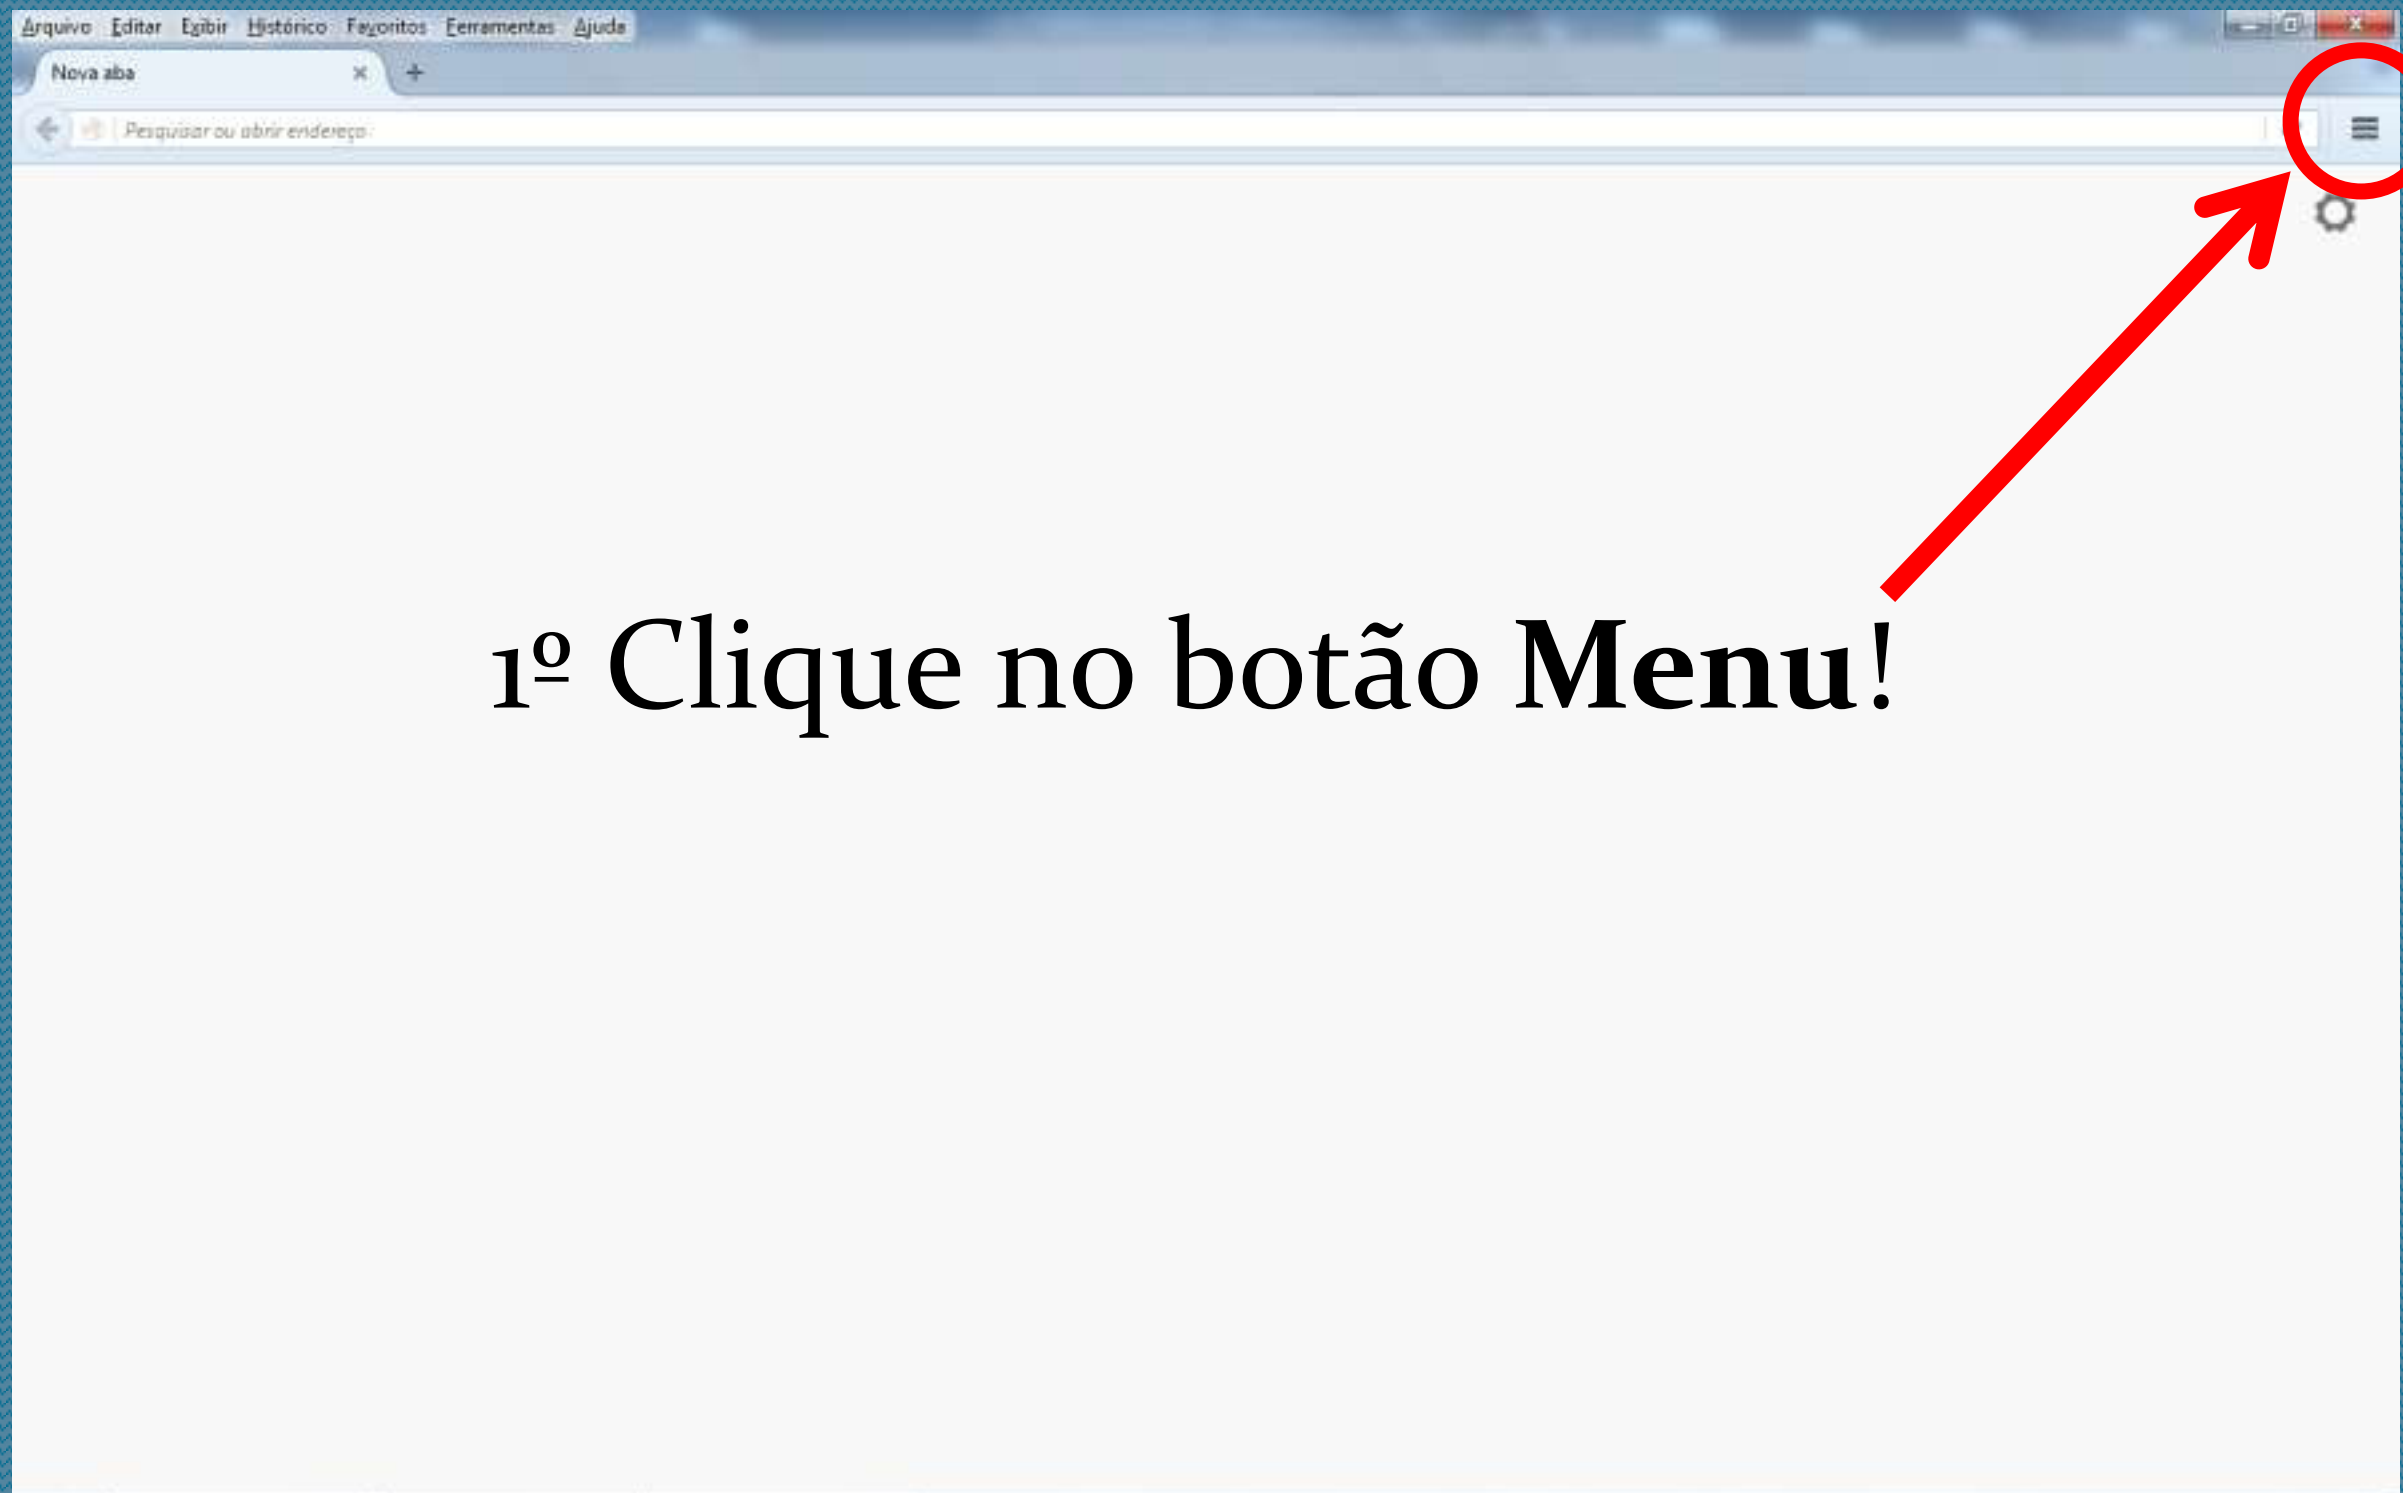 Arquivo Editar Exibir Histórico Favoritos Ferramentas Ajuda
Nova aba
Pesquisar ou abrir endereço
1º Clique no botão Menu!